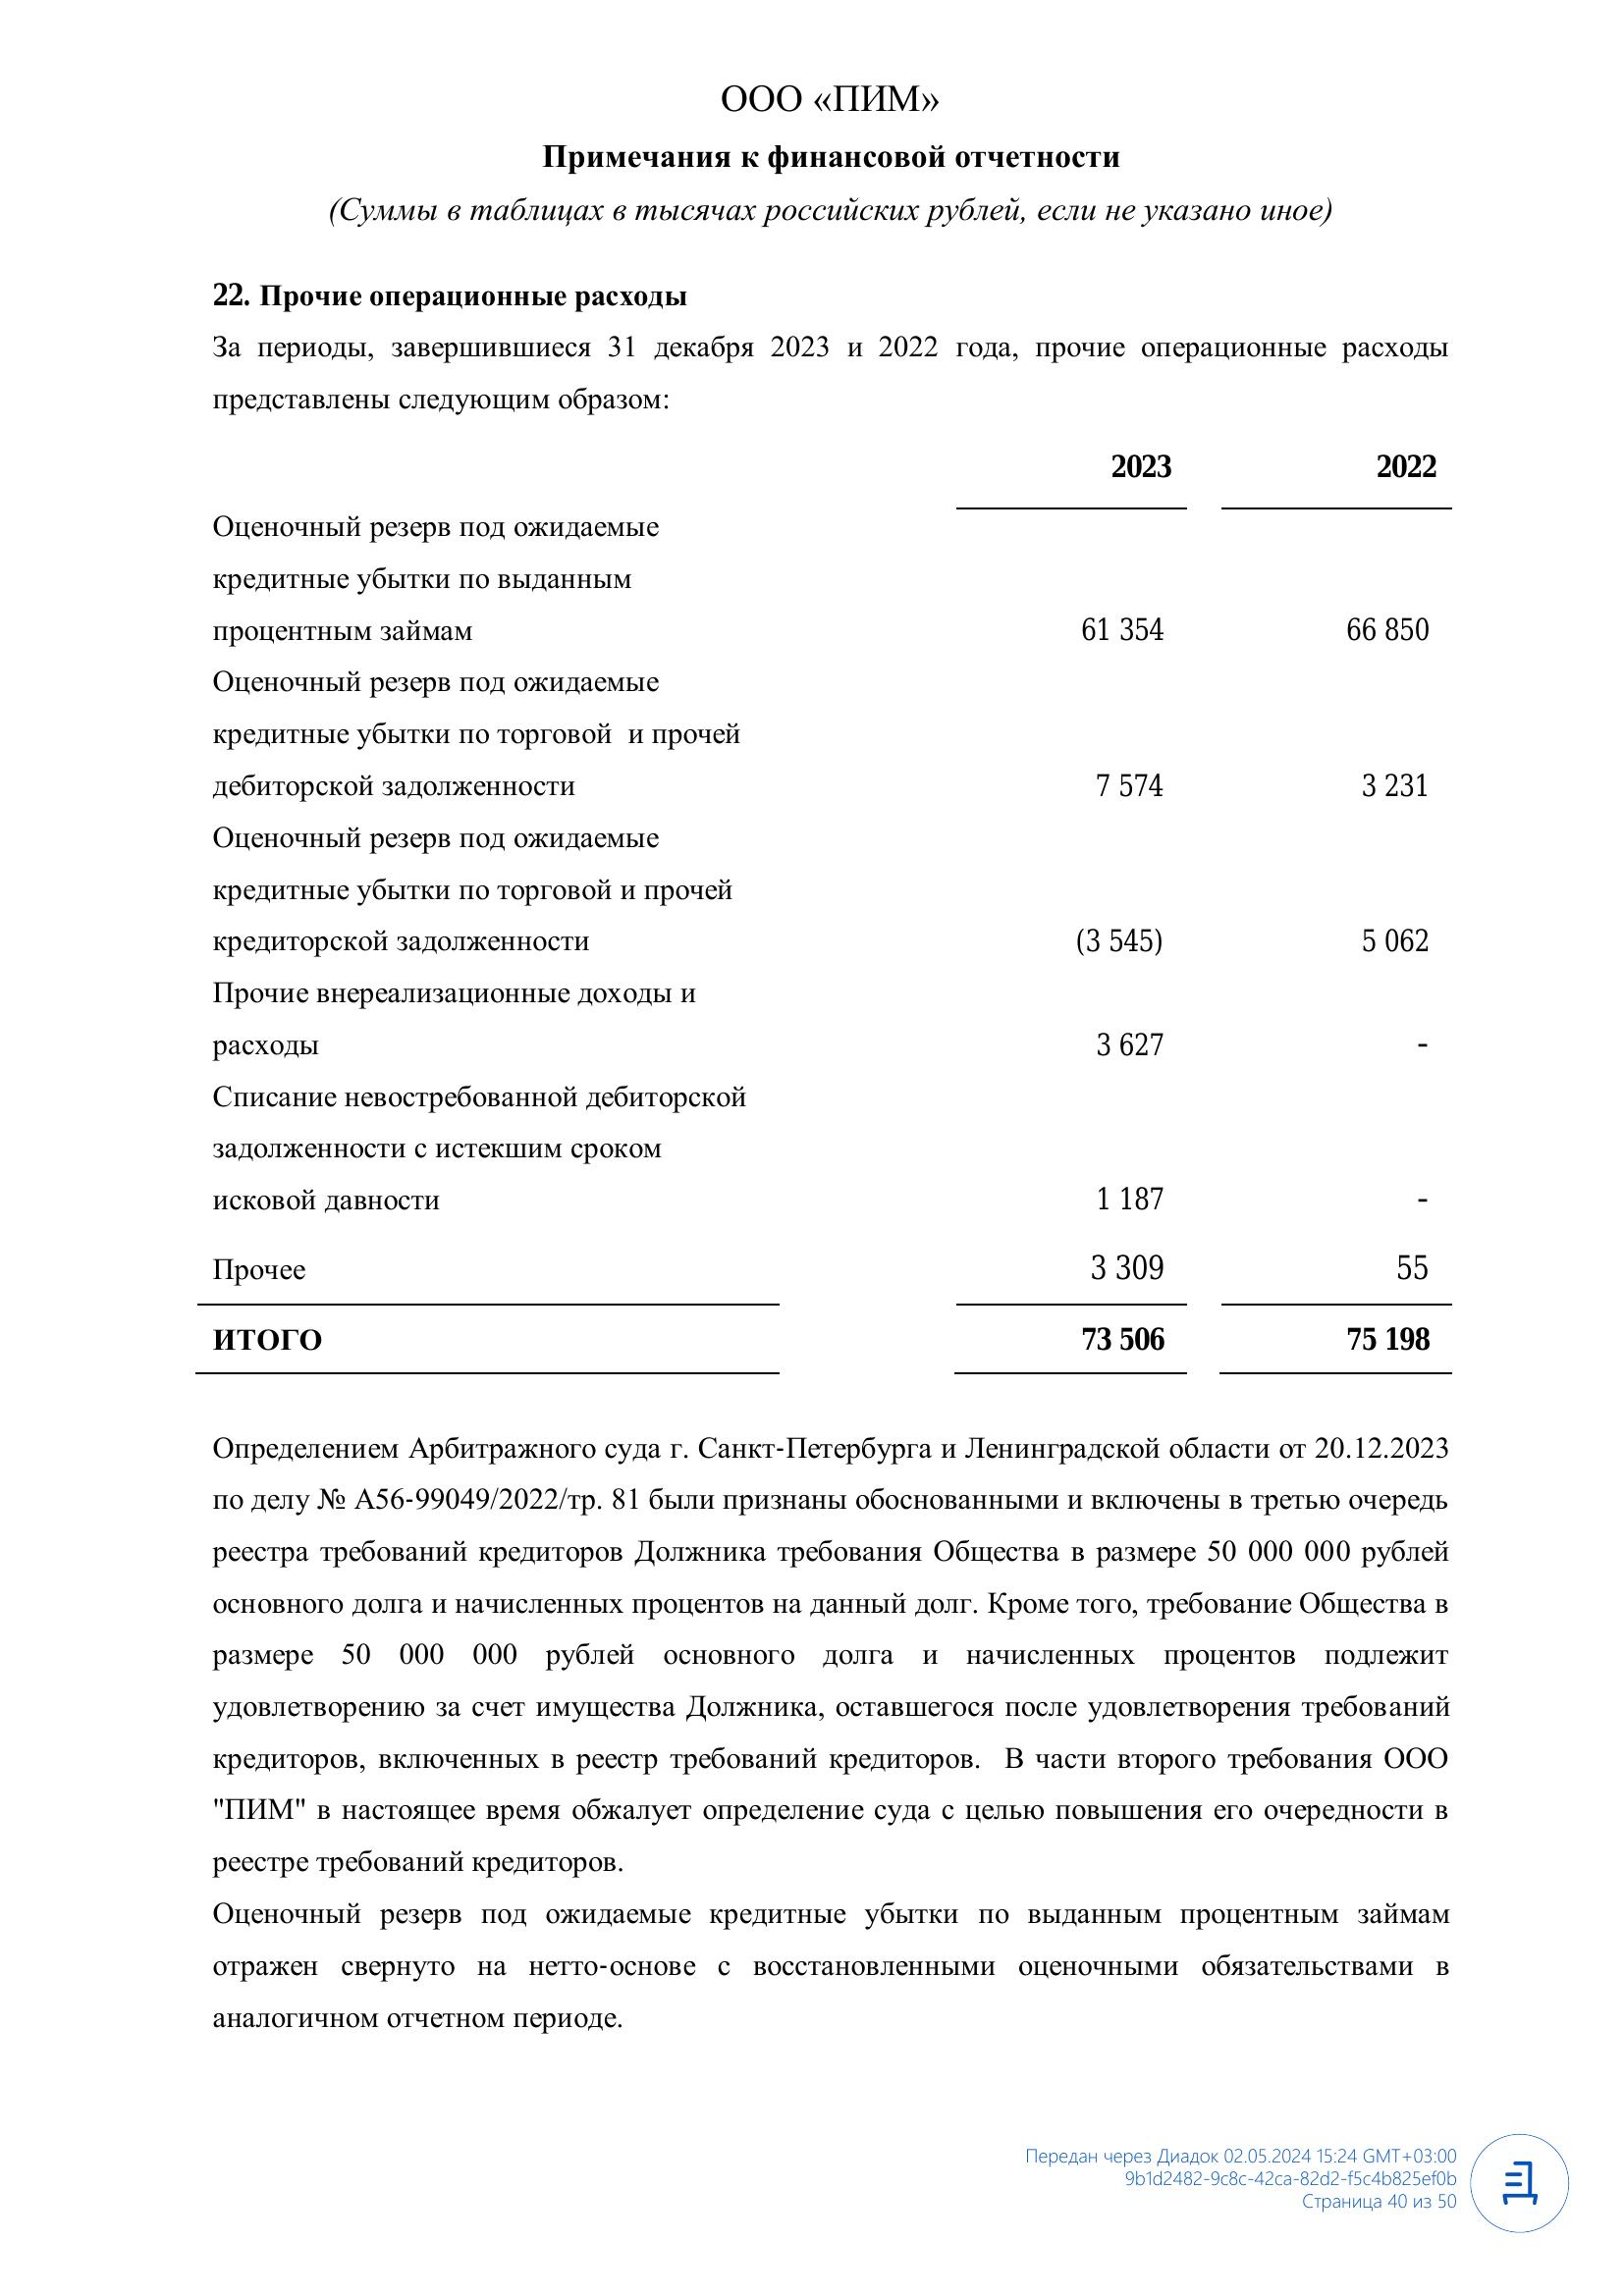 ООО «ПИМ»
Примечания к финансовой отчетности
(Суммы в таблицах в тысячах российских рублей, если не указано иное)
22. Прочие операционные расходы
За периоды, завершившиеся 31 декабря 2023 и 2022 года, прочие операционные расходы
представлены следующим образом:
2023 2022
Оценочный резерв под ожидаемые
кредитные убытки по выданным
процентным займам 61 354 66 850
Оценочный резерв под ожидаемые
кредитные убытки по торговой и прочей
дебиторской задолженности 7 574 3 231
Оценочный резерв под ожидаемые
кредитные убытки по торговой и прочей
кредиторской задолженности (3 545) 5 062
Прочие внереализационные доходы и
расходы 3 627 -
Списание невостребованной дебиторской
задолженности с истекшим сроком
исковой давности 1 187 -
Прочее 3 309 55
ИТОГО 73 506 75 198
Определением Арбитражного суда г. Санкт-Петербурга и Ленинградской области от 20.12.2023
по делу № А56-99049/2022/тр. 81 были признаны обоснованными и включены в третью очередь
реестра требований кредиторов Должника требования Общества в размере 50 000 000 рублей
основного долга и начисленных процентов на данный долг. Кроме того, требование Общества в
размере 50 000 000 рублей основного долга и начисленных процентов подлежит
удовлетворению за счет имущества Должника, оставшегося после удовлетворения требований
кредиторов, включенных в реестр требований кредиторов. В части второго требования ООО
"ПИМ" в настоящее время обжалует определение суда с целью повышения его очередности в
реестре требований кредиторов.
Оценочный резерв под ожидаемые кредитные убытки по выданным процентным займам
отражен свернуто на нетто-основе с восстановленными оценочными обязательствами в
аналогичном отчетном периоде.
Передан через Диадок 02.05.2024 15:24 GMT+03:00
9b1d2482-9c8c-42ca-82d2-f5c4b825ef0b
Страница 40 из 50